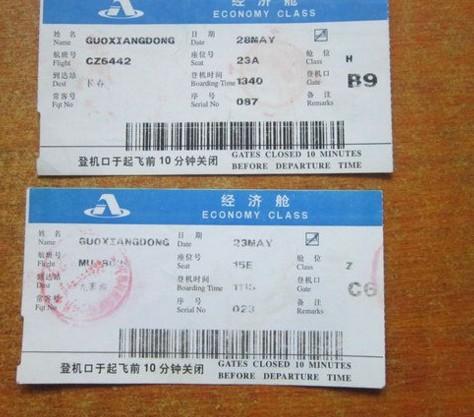 经济舱
ECONOMY CLASS
姓 名 日 期
Name GUOXIANGDONG Date 28MAY
航班号 座位号 舱 位
Flight CZ6442 Seat 23A Class H
到达站 登机时间 登机口
Dest 长春 Boarding Time 1340 Gate B9
常客号 序 号 备 注
Fqt No Serial No 087 Remarks
登机口于起飞前10分钟关闭 GATES CLOSED 10 MINUTES
BEFORE DEPARTURE TIME
经济舱
ECONOMY CLASS
姓 名 日 期
Name GUOXIANGDONG Date 23MAY
航班号 座位号 舱 位
Flight Seat 15E Class Z
到达站 登机时间 登机口
Dest Boarding Time Gate C6
常客号 序 号 备 注
Fqt No Serial No 023 Remarks
登机口于起飞前10分钟关闭 GATES CLOSED 10 MINUTES
BEFORE DEPARTURE TIME